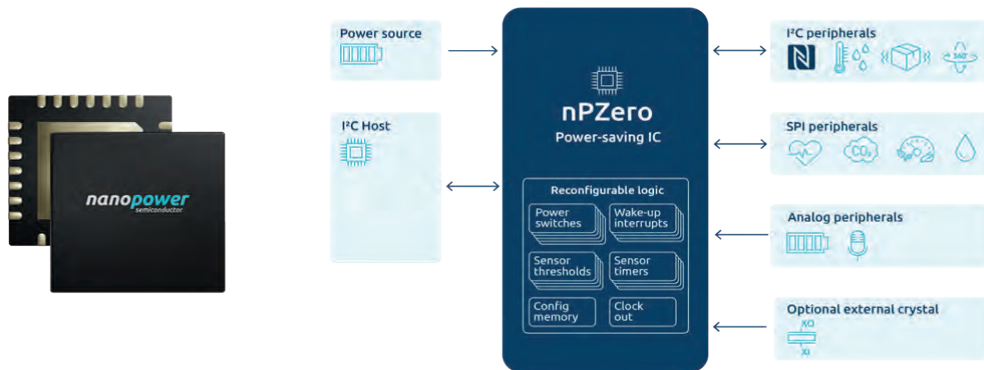 nanopower
semiconductor
Power source
I²C Host
nPZero
Power-saving IC
Reconfigurable logic
Power
switches
Wake-up
interrupts
Sensor
thresholds
Sensor
timers
Config
memory
Clock
out
I²C peripherals
N
360°
SPI peripherals
CO₂
Analog peripherals
Optional external crystal
XO
XI